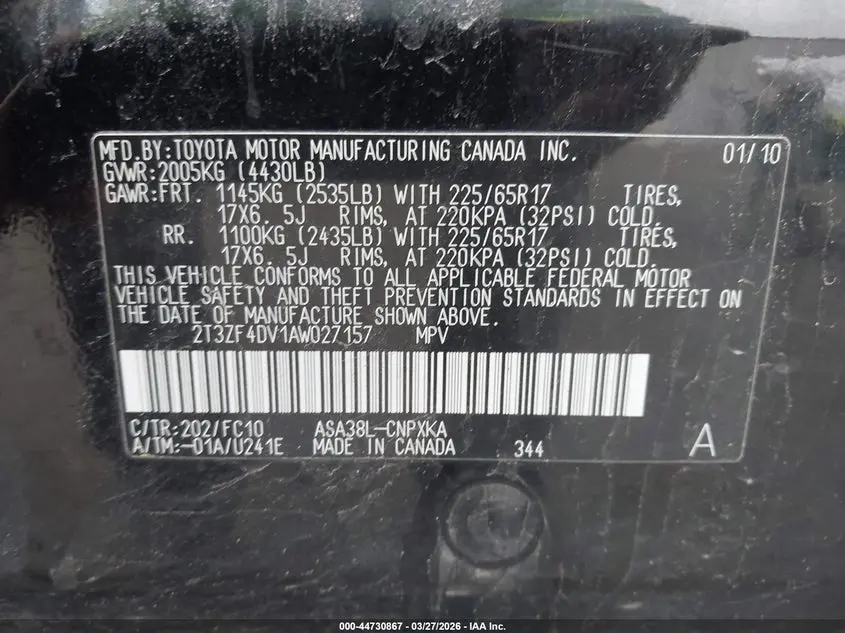 MFD.BY:TOYOTA MOTOR MANUFACTURING CANADA INC. 01/10
GVWR:2005KG (4430LB)
GAWR:FRT. 1145KG (2535LB) WITH 225/65R17 TIRES,
17X6. 5J RIMS, AT 220KPA (32PSI) COLD.
RR. 1100KG (2435LB) WITH 225/65R17 TIRES,
17X6. 5J RIMS, AT 220KPA (32PSI) COLD.
THIS VEHICLE CONFORMS TO ALL APPLICABLE FEDERAL MOTOR
VEHICLE SAFETY AND THEFT PREVENTION STANDARDS IN EFFECT ON
THE DATE OF MANUFACTURE SHOWN ABOVE.
2T3ZF4DV1AW027157 MPV
C/TR:202/FC10 ASA38L-CNPXKA
A/TM:-01A/U241E MADE IN CANADA 344 A
000-44730867 - 03/27/2026 - IAA Inc.